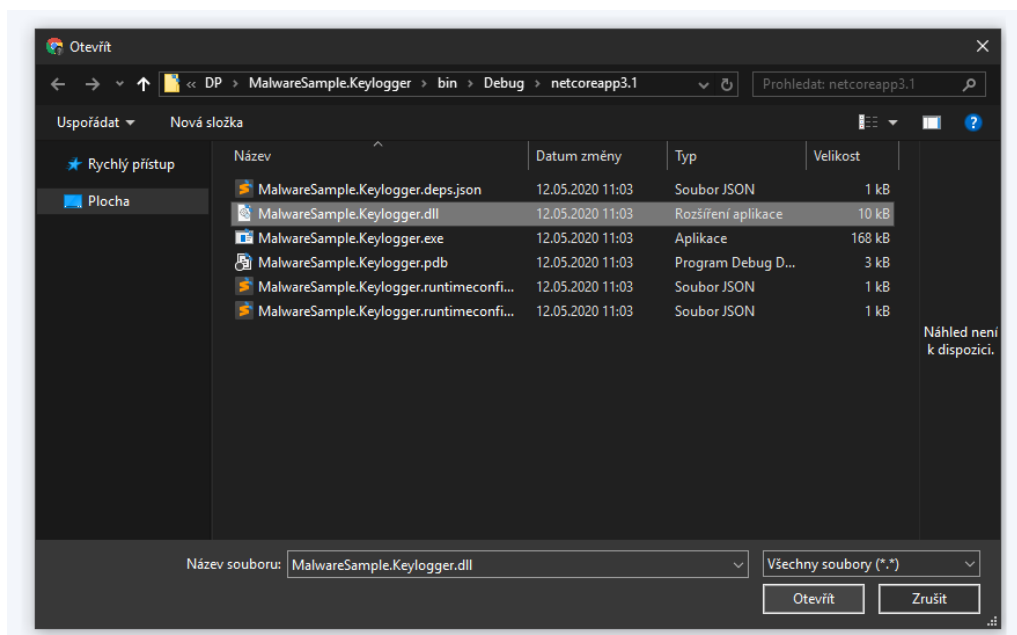 Otevřít
« DP > MalwareSample.Keylogger > bin > Debug > netcoreapp3.1
Prohledat: netcoreapp3.1
Uspořádat
Nová složka
Rychlý přístup
Plocha
Název Datum změny Typ Velikost
MalwareSample.Keylogger.deps.json 12.05.2020 11:03 Soubor JSON 1 kB
MalwareSample.Keylogger.dll 12.05.2020 11:03 Rozšíření aplikace 10 kB
MalwareSample.Keylogger.exe 12.05.2020 11:03 Aplikace 168 kB
MalwareSample.Keylogger.pdb 12.05.2020 11:03 Program Debug D... 3 kB
MalwareSample.Keylogger.runtimeconfi... 12.05.2020 11:03 Soubor JSON 1 kB
MalwareSample.Keylogger.runtimeconfi... 12.05.2020 11:03 Soubor JSON 1 kB
Náhled není
k dispozici.
Název souboru: MalwareSample.Keylogger.dll
Všechny soubory (*.*)
Otevřít
Zrušit